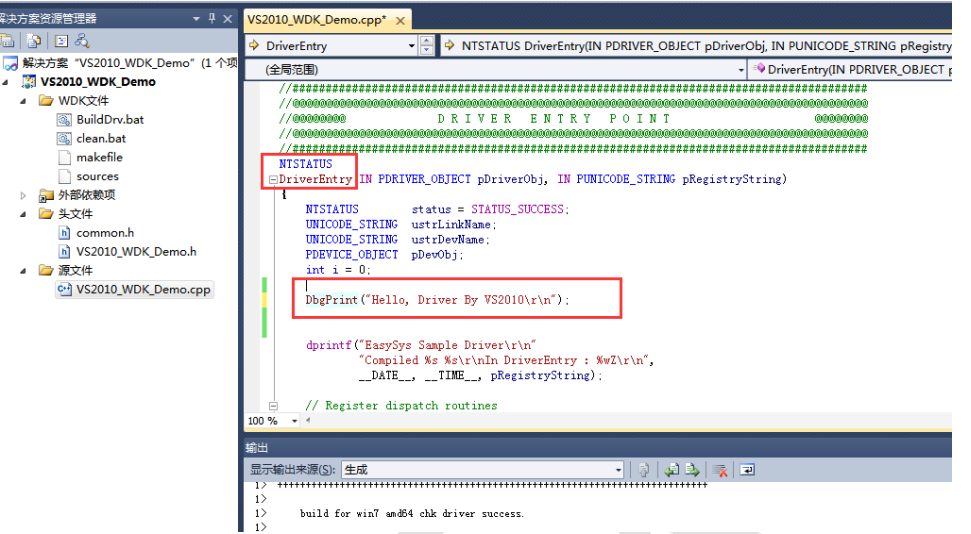 解决方案资源管理器
解决方案 "VS2010_WDK_Demo" (1 个项
VS2010_WDK_Demo
WDK文件
BuildDrv.bat
clean.bat
makefile
sources
外部依赖项
头文件
common.h
VS2010_WDK_Demo.h
源文件
VS2010_WDK_Demo.cpp
VS2010_WDK_Demo.cpp*
DriverEntry
NTSTATUS DriverEntry(IN PDRIVER_OBJECT pDriverObj, IN PUNICODE_STRING pRegistry
(全局范围)
DriverEntry(IN PDRIVER_OBJECT p
//@@@@@@@@ D R I V E R   E N T R Y   P O I N T @@@@@@@@
NTSTATUS
DriverEntry(IN PDRIVER_OBJECT pDriverObj, IN PUNICODE_STRING pRegistryString)
{
NTSTATUS status = STATUS_SUCCESS;
UNICODE_STRING ustrLinkName;
UNICODE_STRING ustrDevName;
PDEVICE_OBJECT pDevObj;
int i = 0;
DbgPrint("Hello, Driver By VS2010\r\n");
dprintf("EasySys Sample Driver\r\n"
"Compiled %s %s\r\nIn DriverEntry : %wZ\r\n",
__DATE__, __TIME__, pRegistryString);
// Register dispatch routines
100 %
输出
显示输出来源(S): 生成
1>
1>
1> build for win7 amd64 chk driver success.
1>